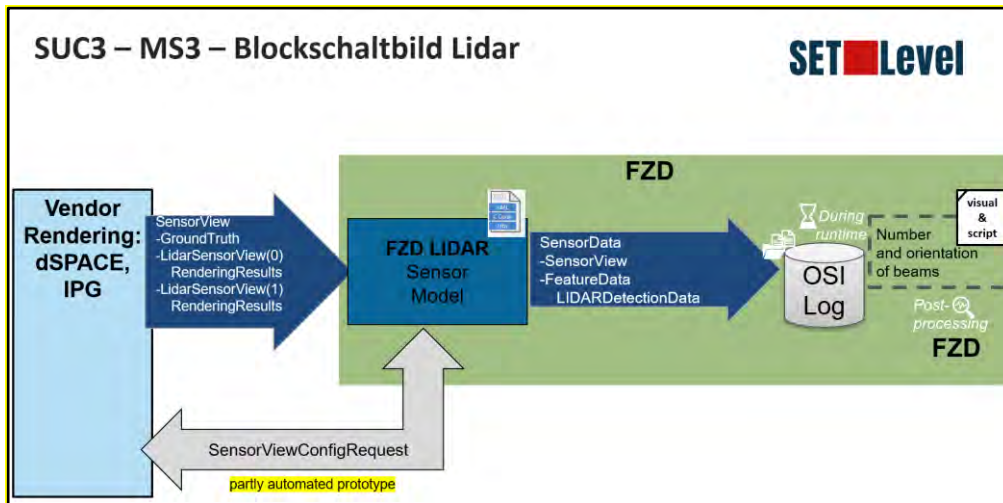 SUC3 – MS3 – Blockschaltbild Lidar
SET Level
FZD
Vendor
Rendering:
dSPACE,
IPG
SensorView
-GroundTruth
-LidarSensorView(0)
RenderingResults
-LidarSensorView(1)
RenderingResults
FZD LIDAR
Sensor
Model
SensorData
-SensorView
-FeatureData
LIDARDetectionData
During
runtime
OSI
Log
Number
and orientation
of beams
visual
&
script
Post-
processing
FZD
SensorViewConfigRequest
partly automated prototype